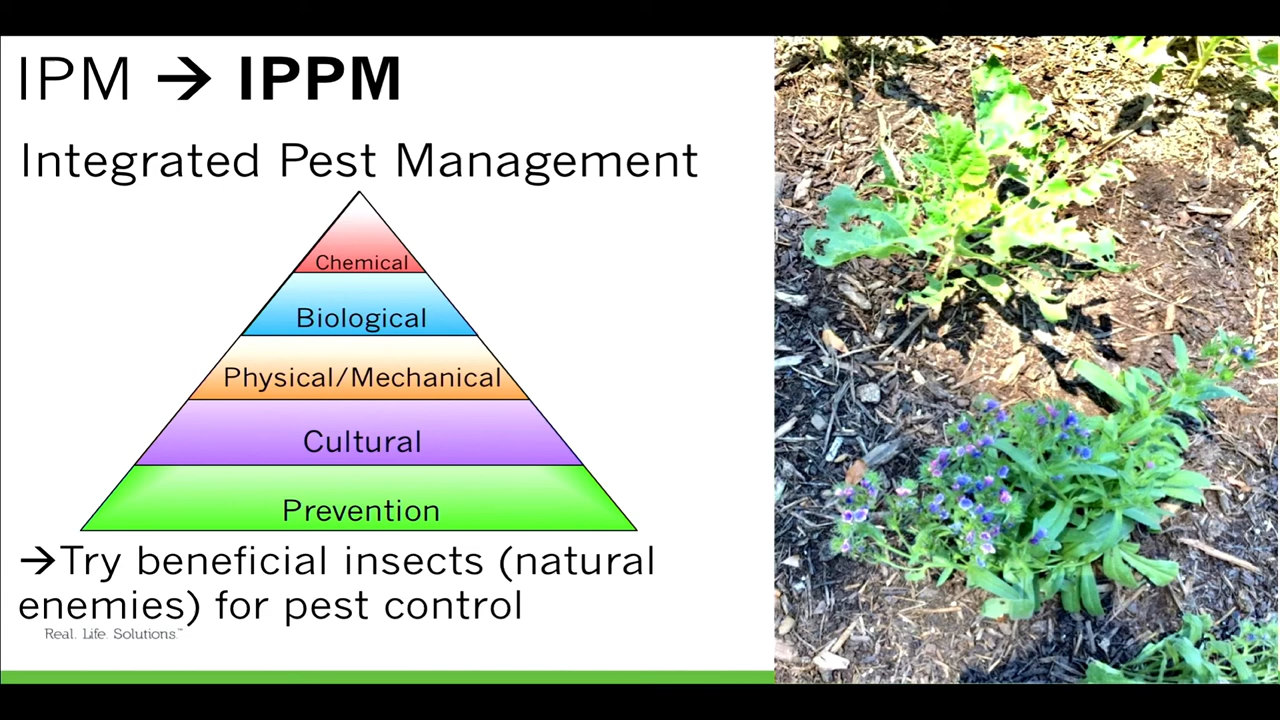 IPM → IPPM
Integrated Pest Management
Chemical
Biological
Physical/Mechanical
Cultural
Prevention
→Try beneficial insects (natural
enemies) for pest control
Real. Life. Solutions.™